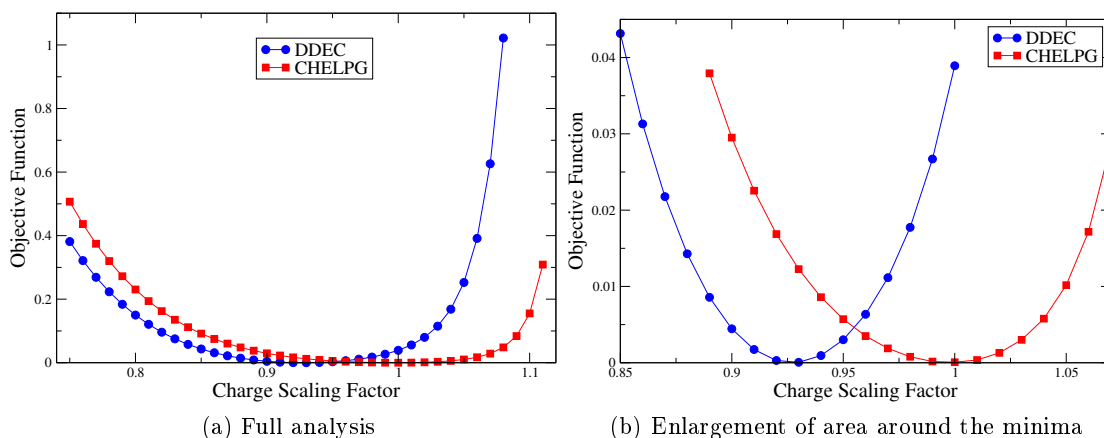 DDEC
CHELPG
Objective Function
1
0.8
0.6
0.4
0.2
0
0.8
0.9
1
1.1
Charge Scaling Factor
(a) Full analysis
DDEC
CHELPG
Objective Function
0.04
0.03
0.02
0.01
0
0.85
0.9
0.95
1
1.05
Charge Scaling Factor
(b) Enlargement of area around the minima